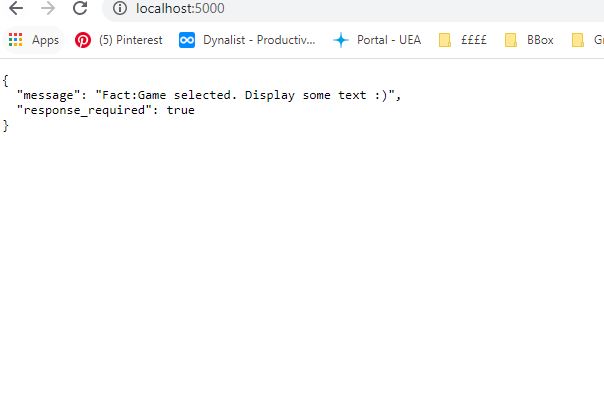 localhost:5000
Apps (5) Pinterest Dynalist - Productiv... Portal - UEA ££££ BBox
{
"message": "Fact:Game selected. Display some text :)",
"response_required": true
}